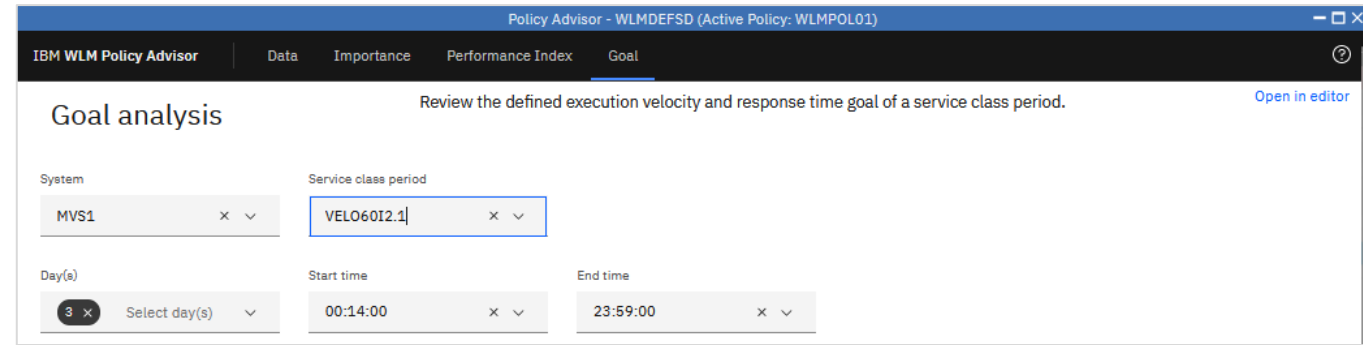 Policy Advisor - WLMDEFSD (Active Policy: WLMPOL01)
IBM WLM Policy Advisor Data Importance Performance Index Goal
Goal analysis
Review the defined execution velocity and response time goal of a service class period.
Open in editor
System Service class period
MVS1 VELO60I2.1
Day(s) Start time End time
3 Select day(s) 00:14:00 23:59:00